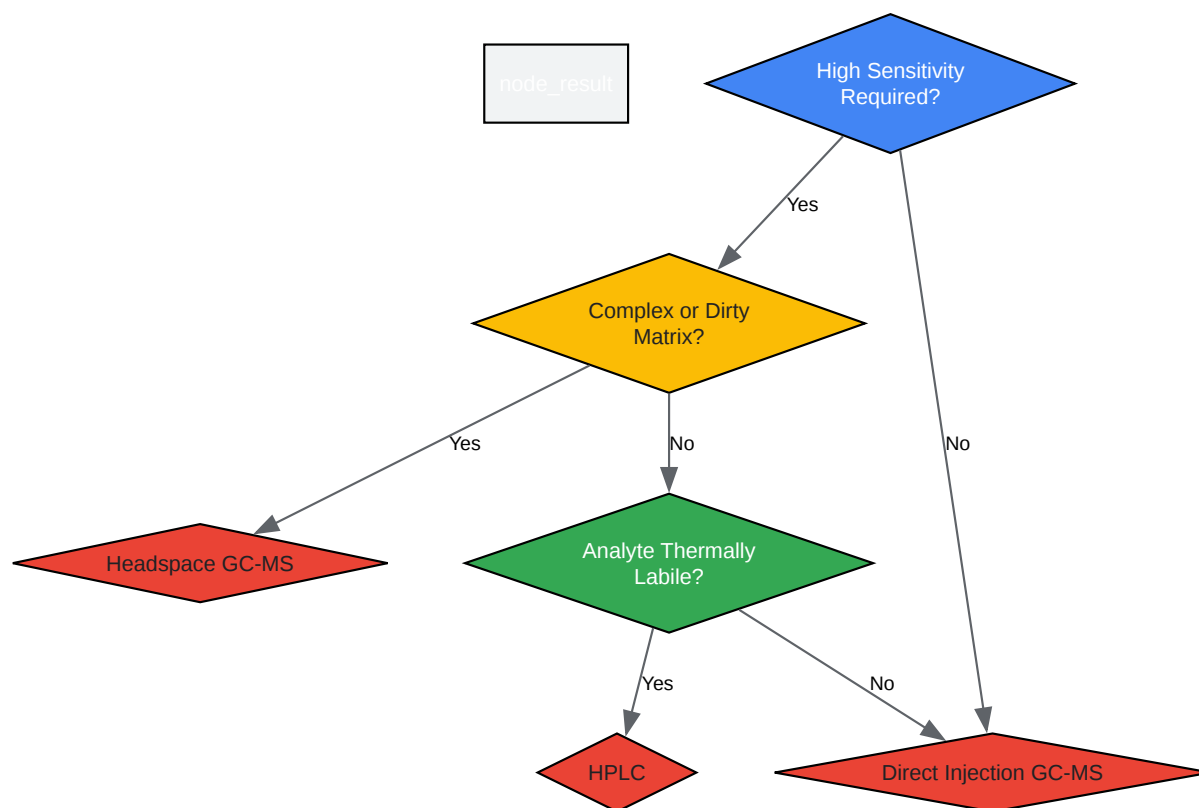 node_result
High Sensitivity
Required?
Yes
Complex or Dirty
Matrix?
Yes
No
No
Headspace GC-MS
Analyte Thermally
Labile?
Yes
No
HPLC
Direct Injection GC-MS